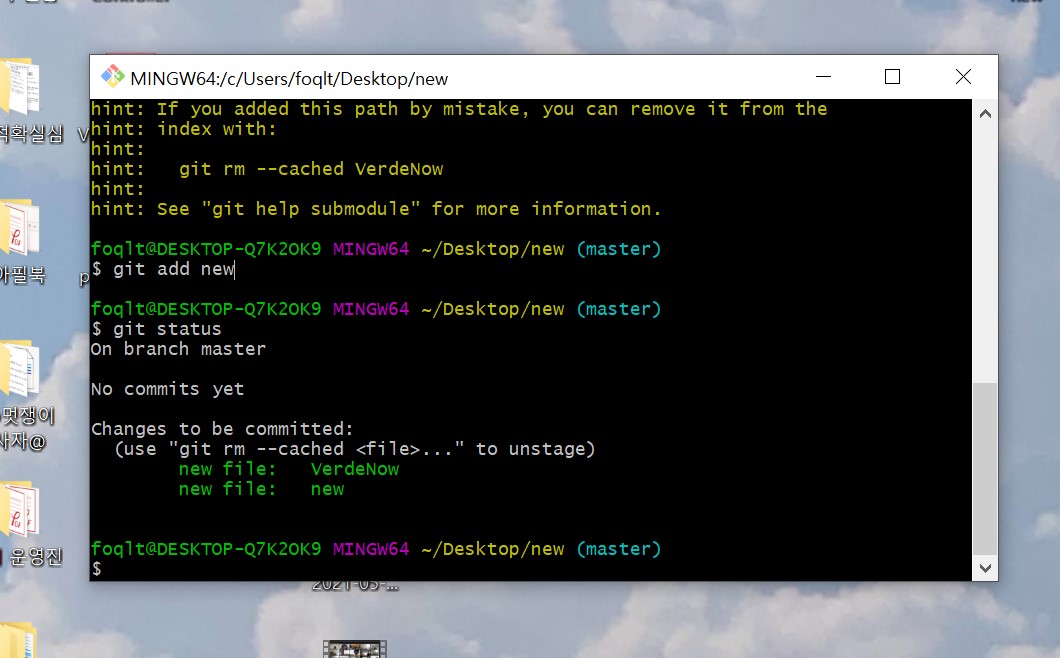 MINGW64:/c/Users/foqlt/Desktop/new
hint: If you added this path by mistake, you can remove it from the
hint: index with:
hint:
hint:   git rm --cached VerdeNow
hint:
hint: See "git help submodule" for more information.
foqlt@DESKTOP-Q7K2OK9 MINGW64 ~/Desktop/new (master)
$ git add new
foqlt@DESKTOP-Q7K2OK9 MINGW64 ~/Desktop/new (master)
$ git status
On branch master
No commits yet
Changes to be committed:
  (use "git rm --cached <file>..." to unstage)
        new file:   VerdeNow
        new file:   new
foqlt@DESKTOP-Q7K2OK9 MINGW64 ~/Desktop/new (master)
$
적확실심
V
아필북
p
멋쟁이
사자@
운영진
2021-05-...